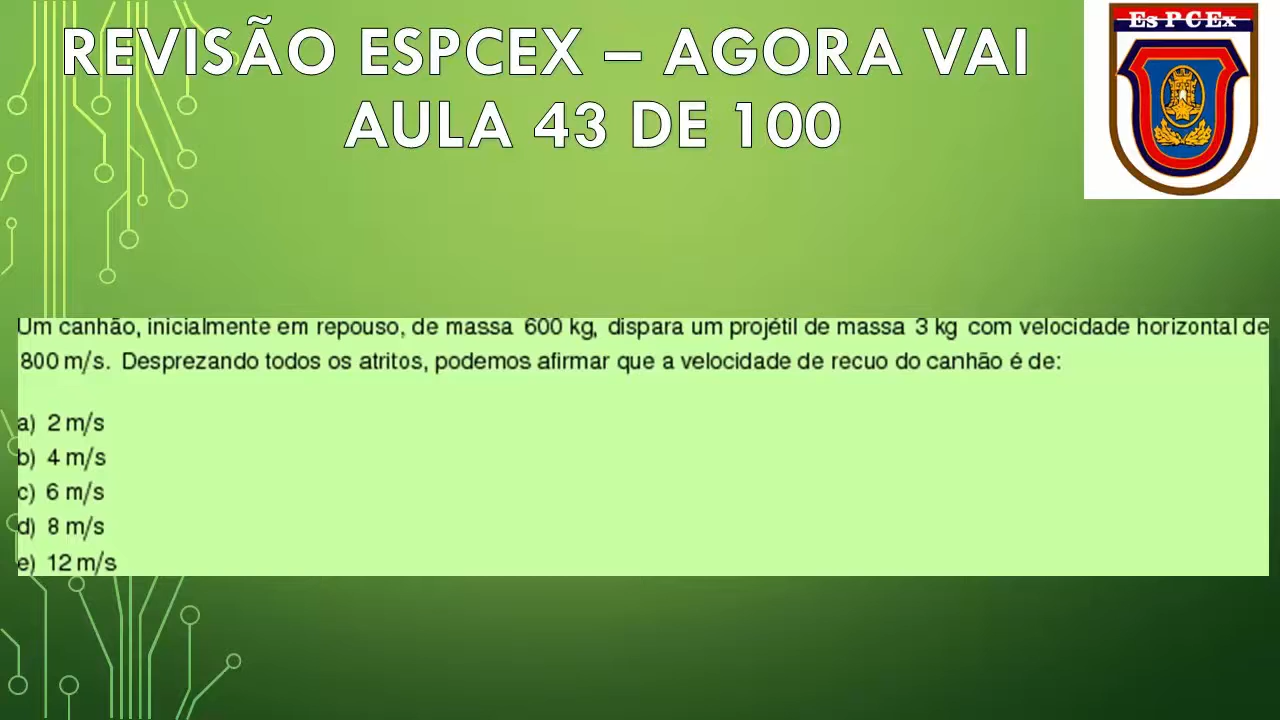 REVISÃO ESPCEX – AGORA VAI
AULA 43 DE 100
Es P C Ex
Um canhão, inicialmente em repouso, de massa 600 kg, dispara um projétil de massa 3 kg com velocidade horizontal de
800 m/s. Desprezando todos os atritos, podemos afirmar que a velocidade de recuo do canhão é de:
a) 2 m/s
b) 4 m/s
c) 6 m/s
d) 8 m/s
e) 12 m/s